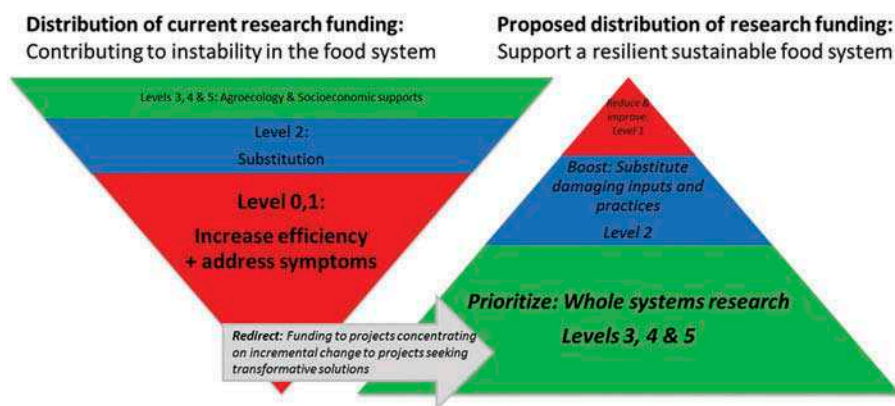 Distribution of current research funding:
Contributing to instability in the food system
Proposed distribution of research funding:
Support a resilient sustainable food system
Levels 3, 4 & 5: Agroecology & Socioeconomic supports
Level 2:
Substitution
Level 0,1:
Increase efficiency
+ address symptoms
Redirect: Funding to projects concentrating
on incremental change to projects seeking
transformative solutions
Reduce &
improve:
Level 1
Boost: Substitute
damaging inputs and
practices
Level 2
Prioritize: Whole systems research
Levels 3, 4 & 5